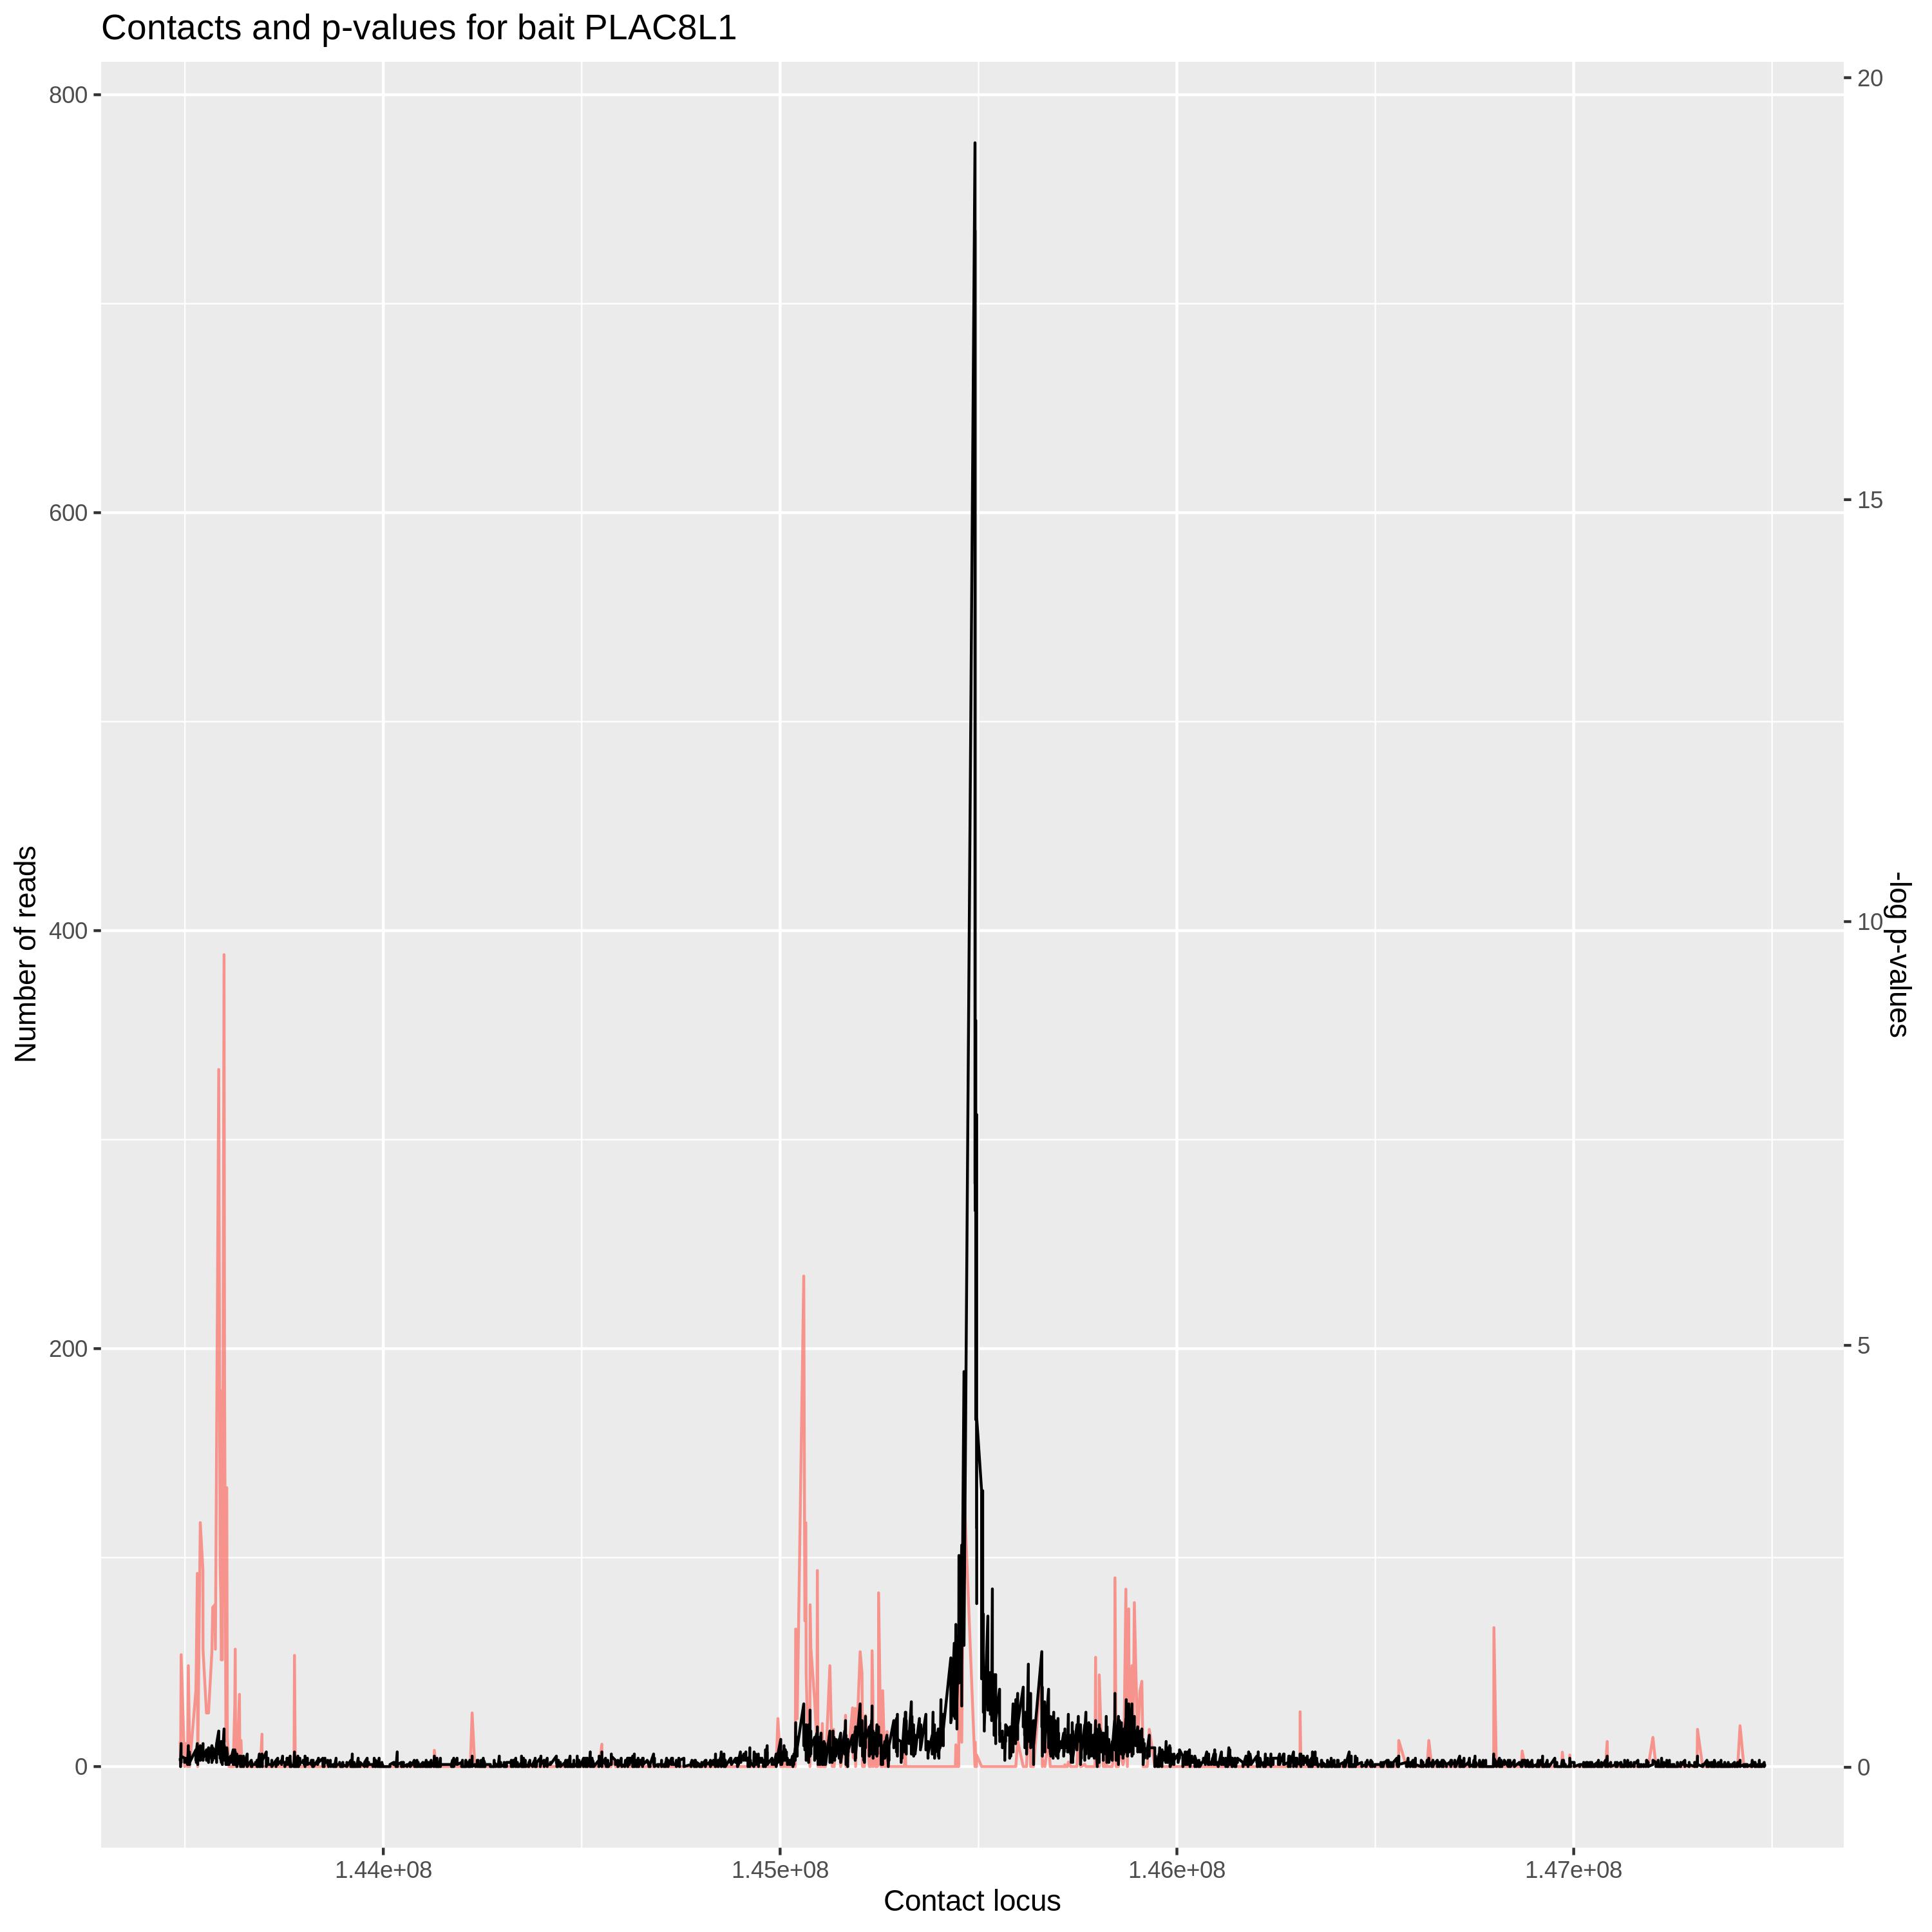 Contacts and p-values for bait PLAC8L1
800
600
400
200
0
Number of reads
20
15
10
5
0
-log p-values
1.44e+08
1.45e+08
1.46e+08
1.47e+08
Contact locus